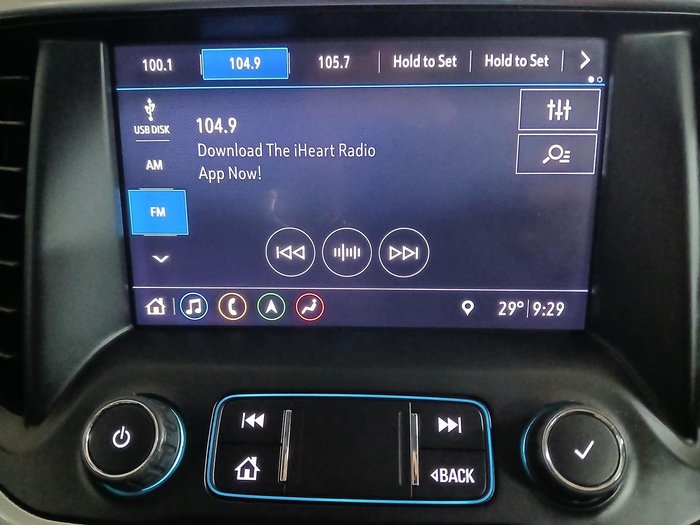 100.1 104.9 105.7 Hold to Set Hold to Set
USB DISK
104.9
Download The iHeart Radio
App Now!
AM
FM
29° 9:29
BACK